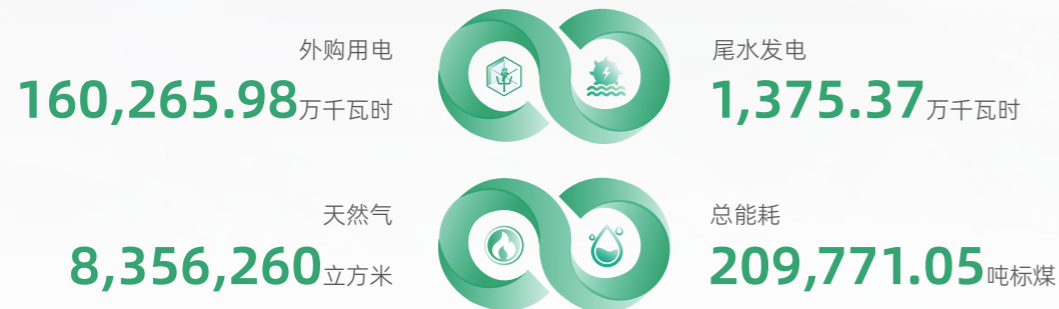 外购用电
160,265.98万千瓦时
尾水发电
1,375.37万千瓦时
天然气
8,356,260立方米
总能耗
209,771.05吨标煤